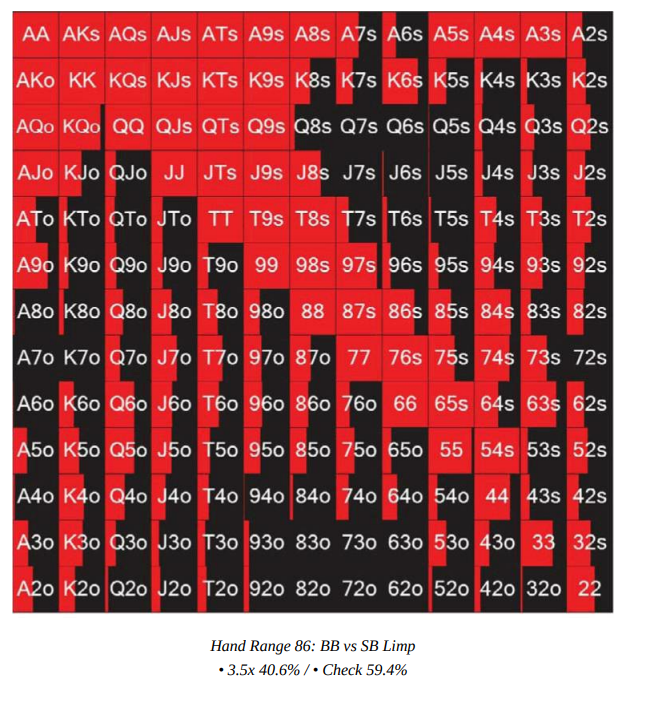 AA AKs AQs AJs ATs A9s A8s A7s A6s A5s A4s A3s A2s
AKo KK KQs KJs KTs K9s K8s K7s K6s K5s K4s K3s K2s
AQo KQo QQ QJs QTs Q9s Q8s Q7s Q6s Q5s Q4s Q3s Q2s
AJo KJo QJo JJ JTs J9s J8s J7s J6s J5s J4s J3s J2s
ATo KTo QTo JTo TT T9s T8s T7s T6s T5s T4s T3s T2s
A9o K9o Q9o J9o T9o 99 98s 97s 96s 95s 94s 93s 92s
A8o K8o Q8o J8o T8o 98o 88 87s 86s 85s 84s 83s 82s
A7o K7o Q7o J7o T7o 97o 87o 77 76s 75s 74s 73s 72s
A6o K6o Q6o J6o T6o 96o 86o 76o 66 65s 64s 63s 62s
A5o K5o Q5o J5o T5o 95o 85o 75o 65o 55 54s 53s 52s
A4o K4o Q4o J4o T4o 94o 84o 74o 64o 54o 44 43s 42s
A3o K3o Q3o J3o T3o 93o 83o 73o 63o 53o 43o 33 32s
A2o K2o Q2o J2o T2o 92o 82o 72o 62o 52o 42o 32o 22
Hand Range 86: BB vs SB Limp
• 3.5x 40.6% / • Check 59.4%